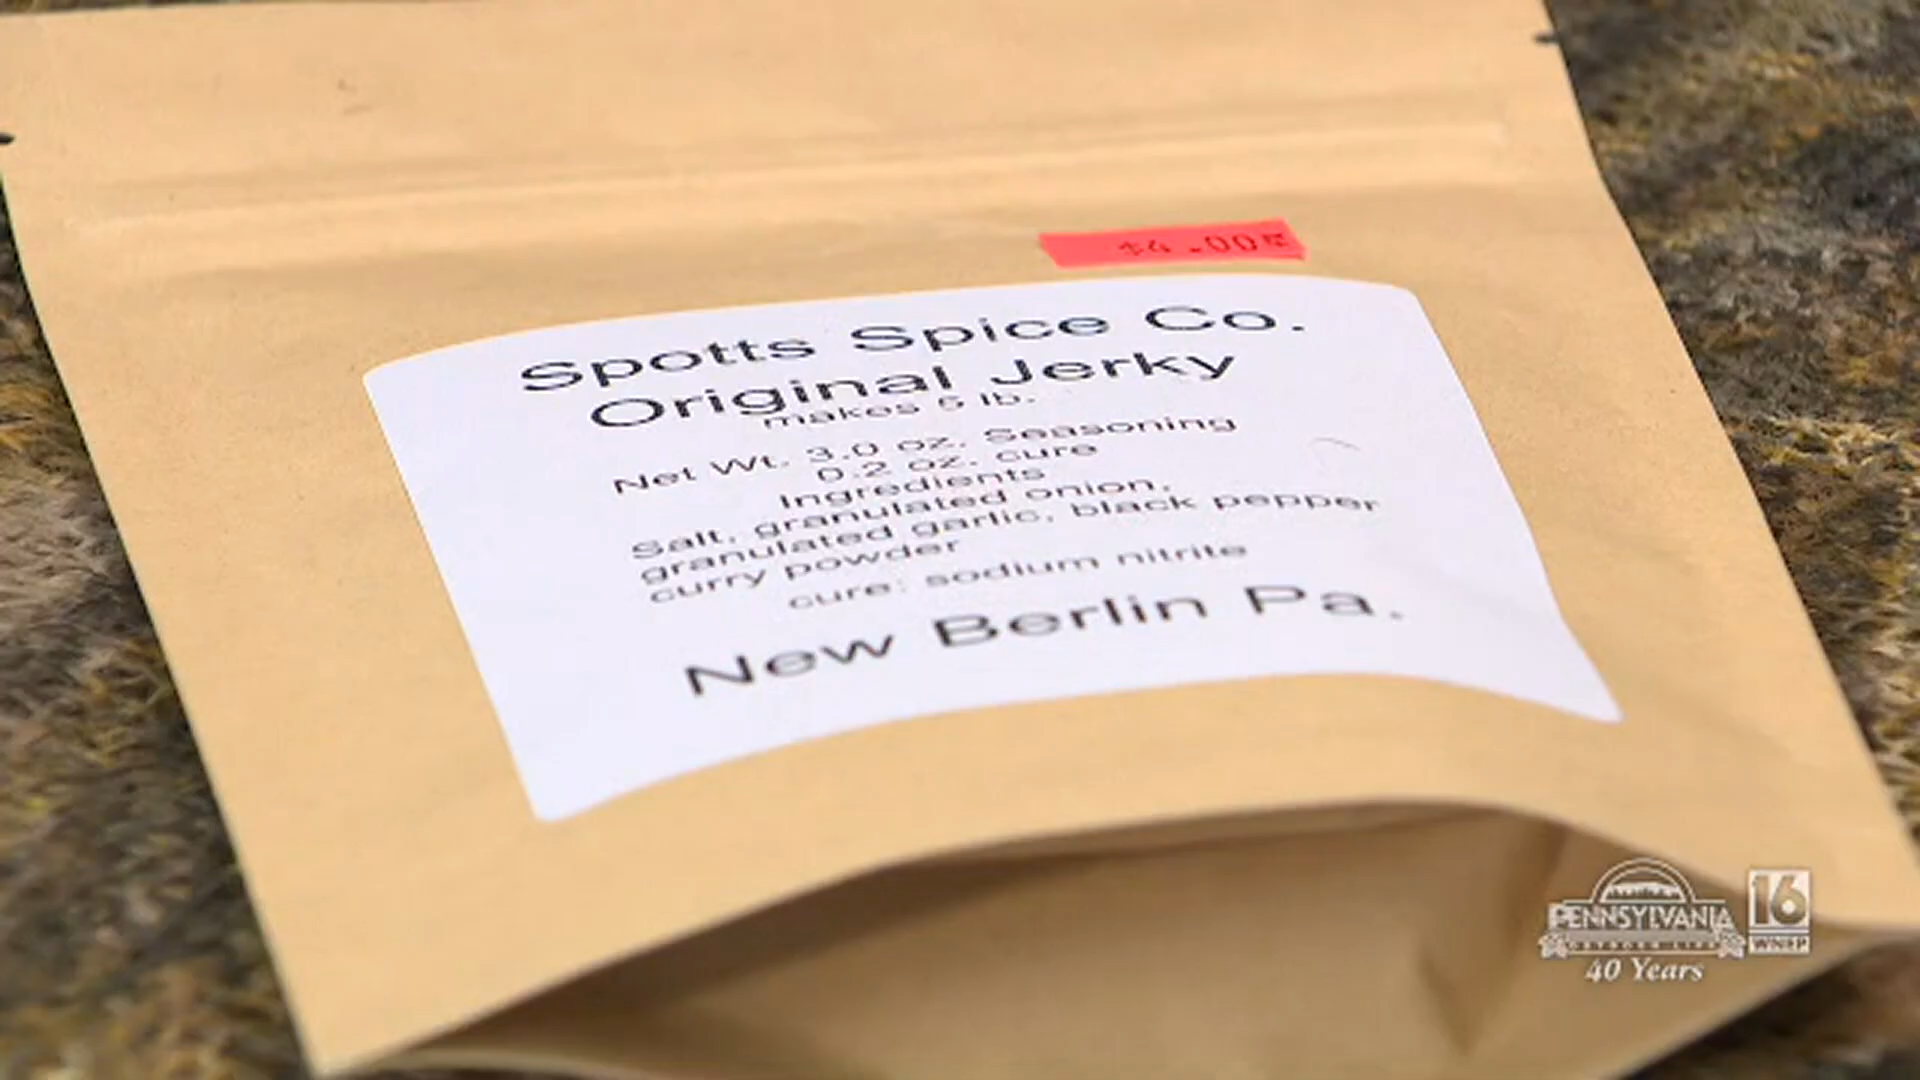 $4.00
Spotts Spice Co.
Original Jerky
makes 5 lb.
Net Wt. 3.0 oz. Seasoning
0.2 oz. cure
Ingredients
Salt, granulated onion,
granulated garlic, black pepper
curry powder
cure: sodium nitrite
New Berlin Pa.
PENNSYLVANIA
OUTDOOR LIFE
40 Years
16
WNEP